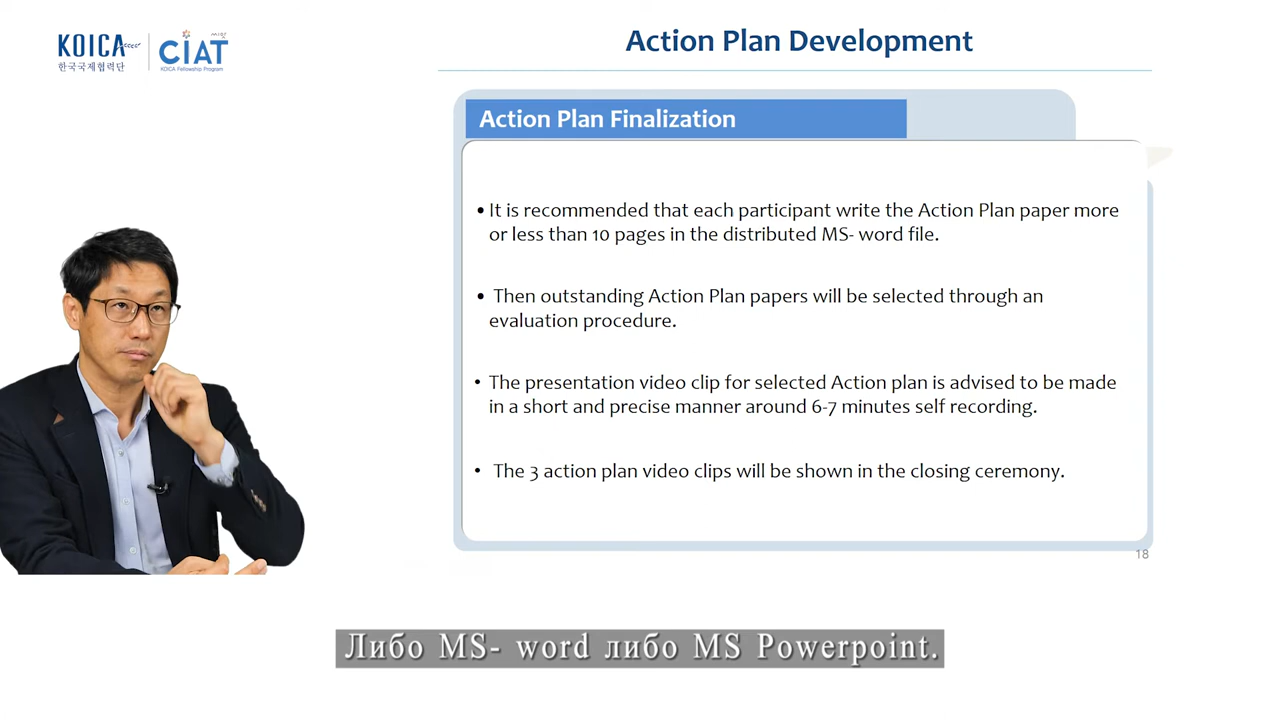 KOICA
한국국제협력단
씨앗
CIAT
KOICA Fellowship Program
Action Plan Development
Action Plan Finalization
• It is recommended that each participant write the Action Plan paper more
or less than 10 pages in the distributed MS- word file.
• Then outstanding Action Plan papers will be selected through an
evaluation procedure.
• The presentation video clip for selected Action plan is advised to be made
in a short and precise manner around 6-7 minutes self recording.
• The 3 action plan video clips will be shown in the closing ceremony.
18
Либо MS- word либо MS Powerpoint.